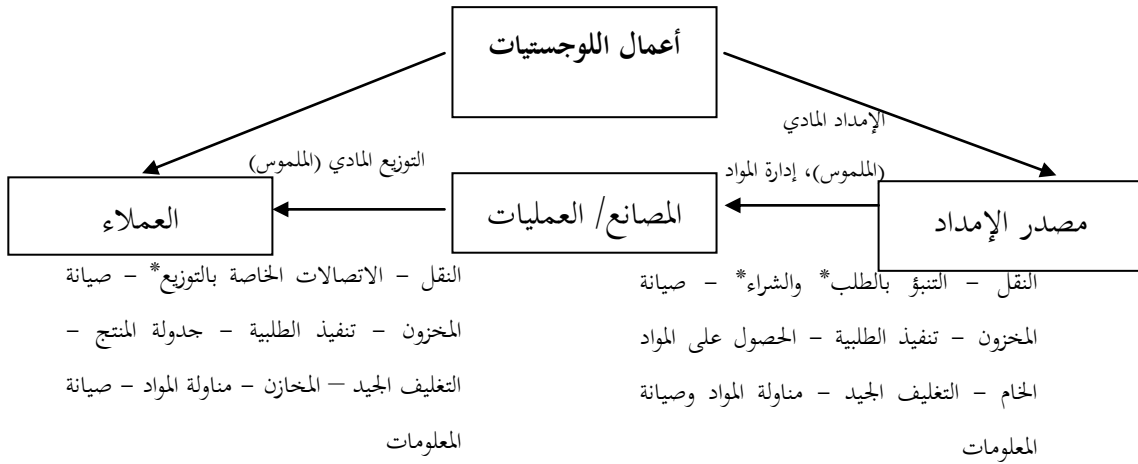 أعمال اللوجستيات
الإمداد المادي
(الملموس)، إدارة المواد
التوزيع المادي (الملموس)
مصدر الإمداد
المصانع/ العمليات
العملاء
النقل – التنبؤ بالطلب* والشراء* – صيانة
المخزون – تنفيذ الطلبية – الحصول على المواد
الخام – التغليف الجيد – مناولة المواد وصيانة
المعلومات
النقل – الاتصالات الخاصة بالتوزيع* – صيانة
المخزون – تنفيذ الطلبية – جدولة المنتج –
التغليف الجيد – المخازن – مناولة المواد – صيانة
المعلومات